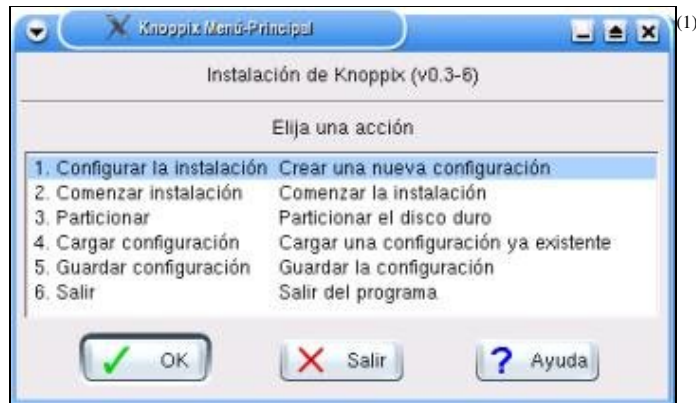 Knoppix Menú-Principal
(1)
Instalación de Knoppix (v0.3-6)
Elija una acción
1. Configurar la instalación Crear una nueva configuración
2. Comenzar instalación Comenzar la instalación
3. Particionar Particionar el disco duro
4. Cargar configuración Cargar una configuración ya existente
5. Guardar configuración Guardar la configuración
6. Salir Salir del programa
OK Salir ? Ayuda